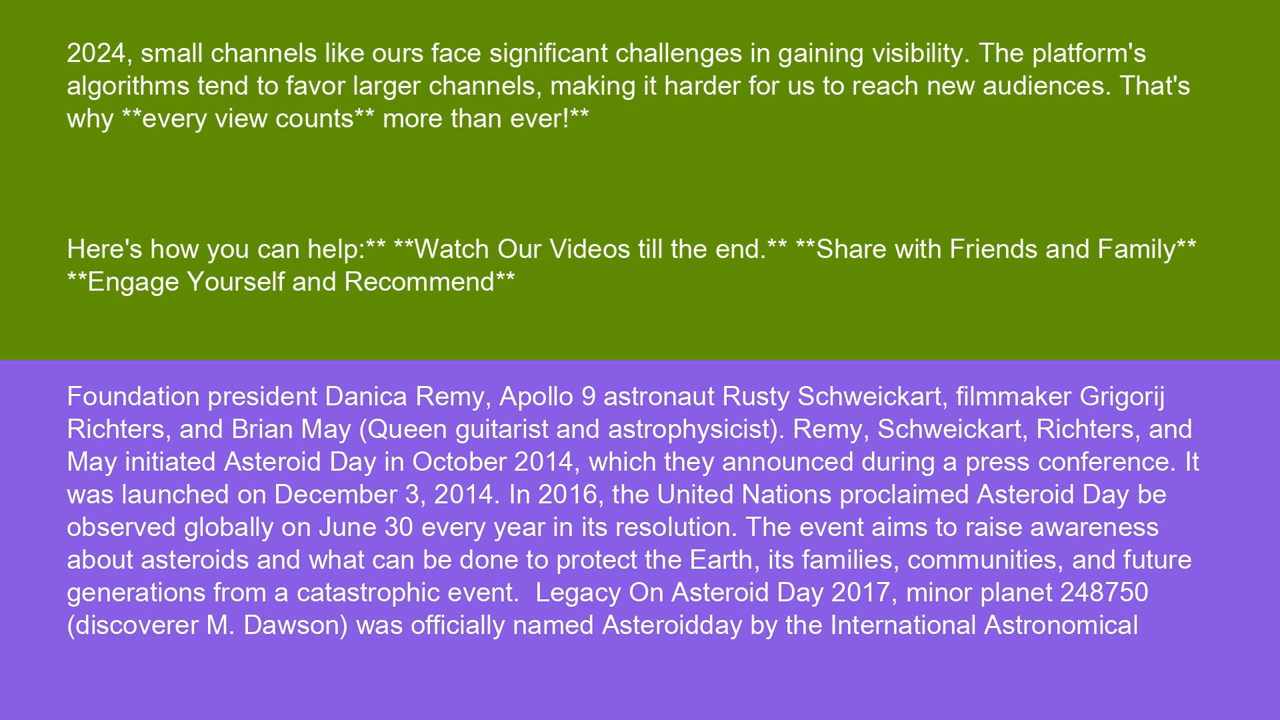 2024, small channels like ours face significant challenges in gaining visibility. The platform's
algorithms tend to favor larger channels, making it harder for us to reach new audiences. That's
why **every view counts** more than ever!**
Here's how you can help:** **Watch Our Videos till the end.** **Share with Friends and Family**
**Engage Yourself and Recommend**
Foundation president Danica Remy, Apollo 9 astronaut Rusty Schweickart, filmmaker Grigorij
Richters, and Brian May (Queen guitarist and astrophysicist). Remy, Schweickart, Richters, and
May initiated Asteroid Day in October 2014, which they announced during a press conference. It
was launched on December 3, 2014. In 2016, the United Nations proclaimed Asteroid Day be
observed globally on June 30 every year in its resolution. The event aims to raise awareness
about asteroids and what can be done to protect the Earth, its families, communities, and future
generations from a catastrophic event.  Legacy On Asteroid Day 2017, minor planet 248750
(discoverer M. Dawson) was officially named Asteroidday by the International Astronomical